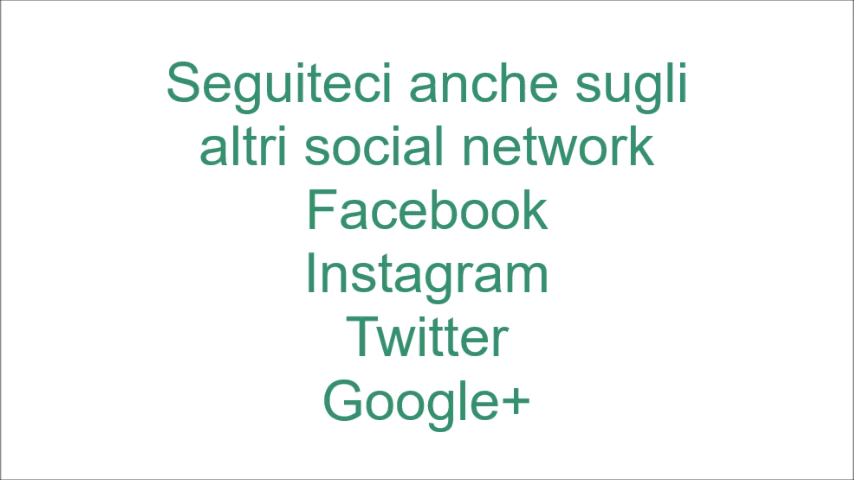 Seguiteci anche sugli
altri social network
Facebook
Instagram
Twitter
Google+